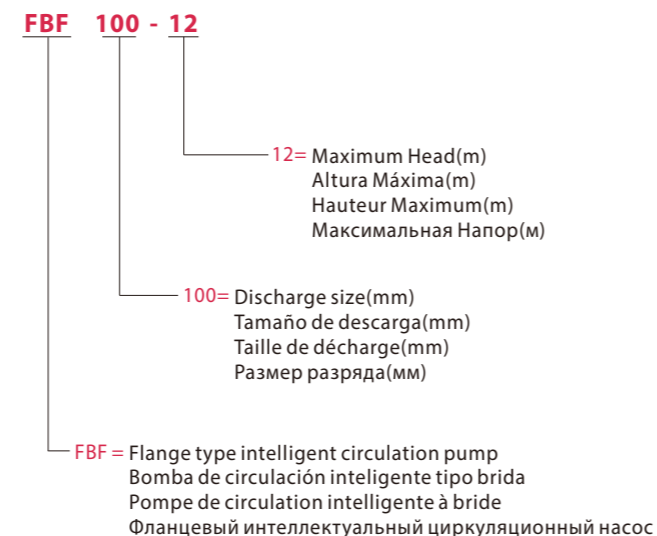 FBF 100 - 12
12= Maximum Head(m)
Altura Máxima(m)
Hauteur Maximum(m)
Максимальная Напор(м)
100= Discharge size(mm)
Tamaño de descarga(mm)
Taille de décharge(mm)
Размер разряда(мм)
FBF = Flange type intelligent circulation pump
Bomba de circulación inteligente tipo brida
Pompe de circulation intelligente à bride
Фланцевый интеллектуальный циркуляционный насос